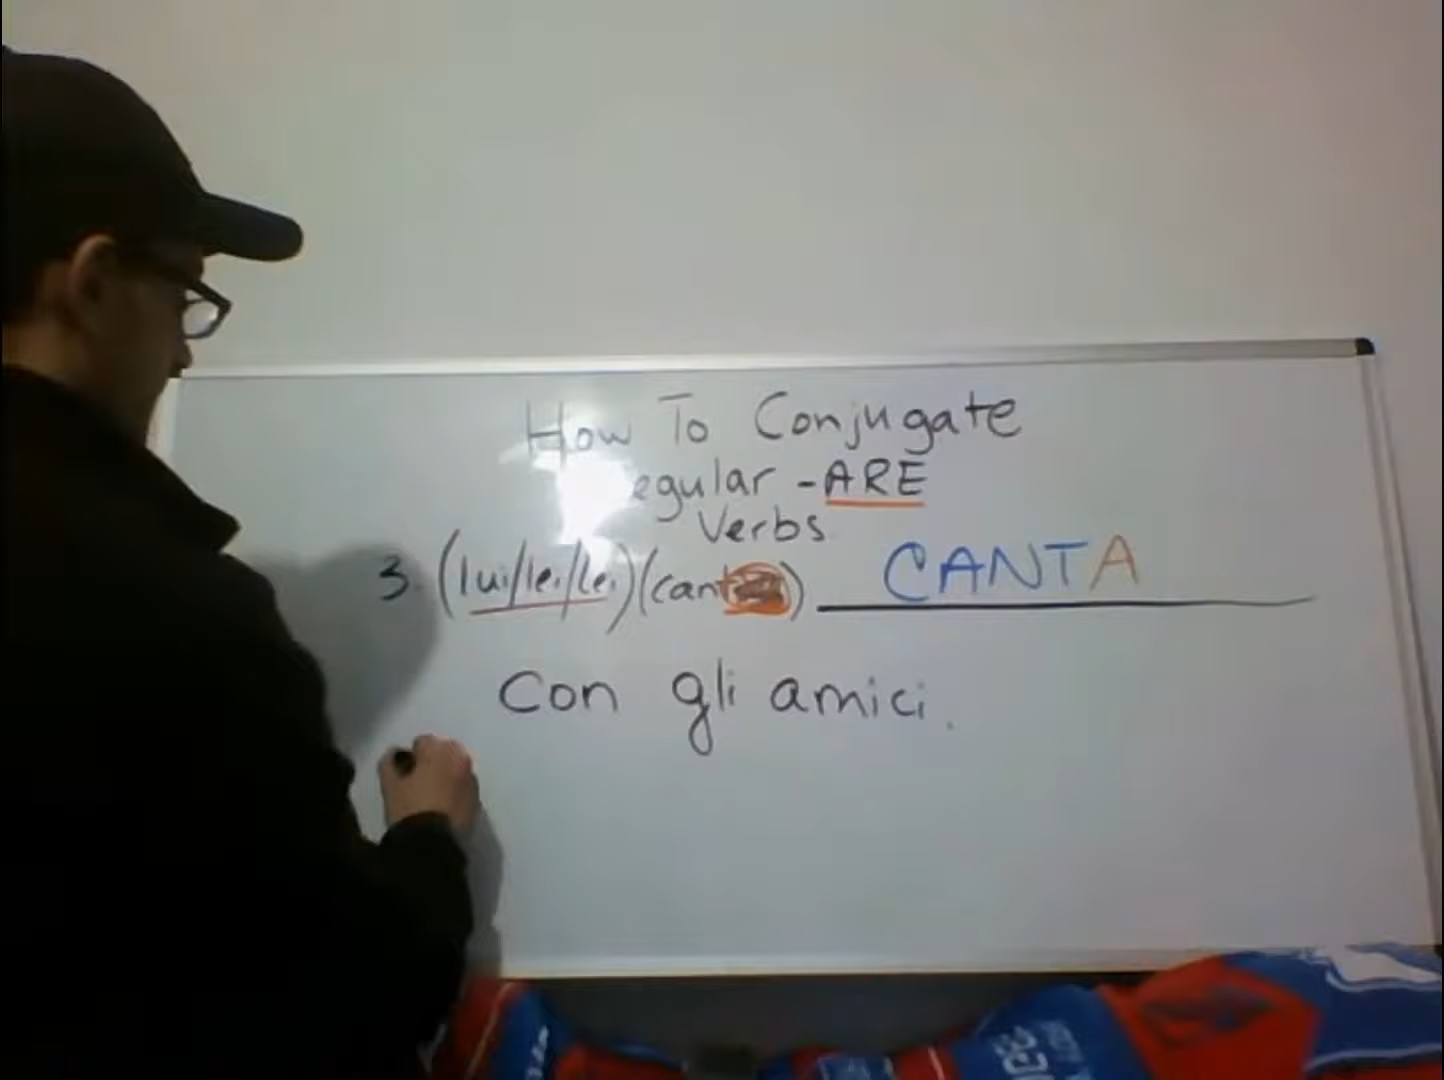 How To Conjugate
egular -ARE
Verbs
3. (lui/lei/Lei) (cant) CANTA
con gli amici.